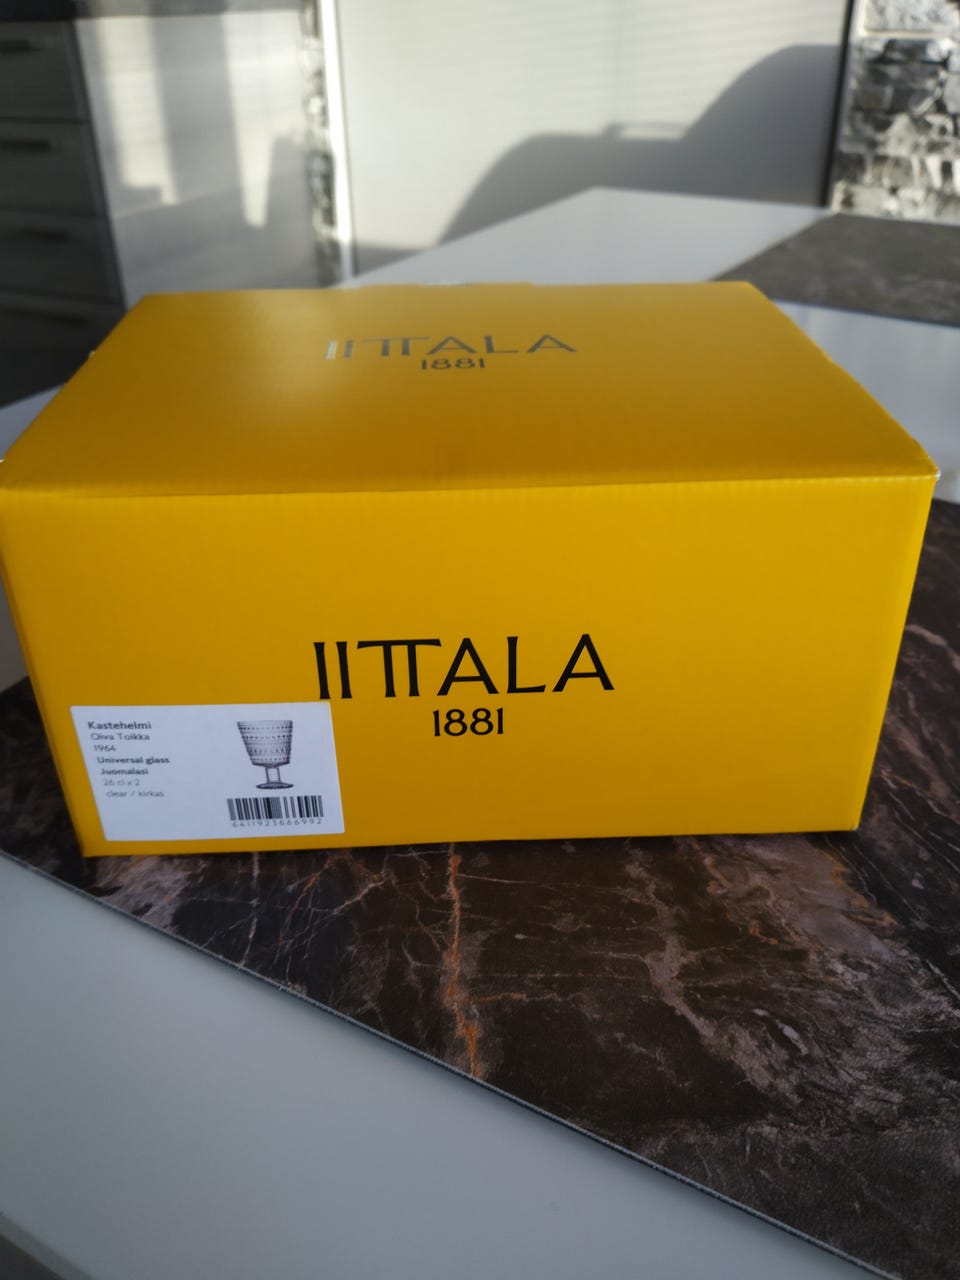 IITTALA
1881
IITTALA
1881
Kastehelmi
Oiva Toikka
1964
Universal glass
Juomalasi
26 cl x 2
clear / kirkas
6411923666992